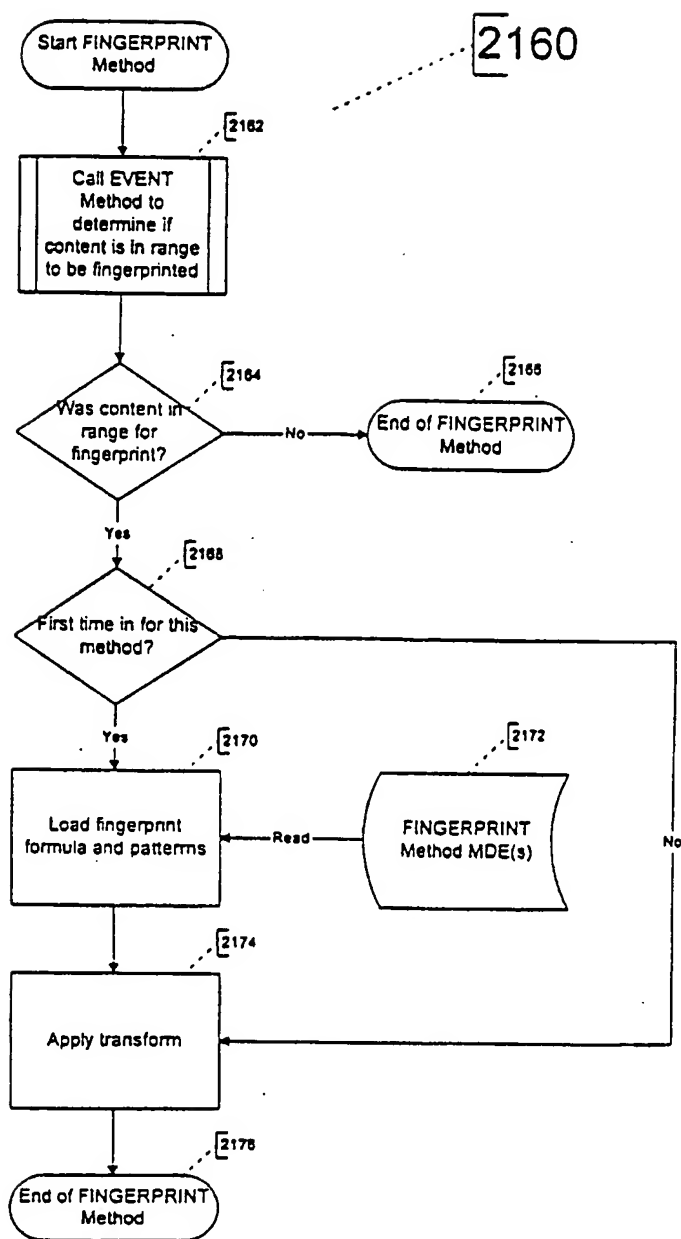 Start FINGERPRINT
Method
2160
2162
Call EVENT
Method to
determine if
content is in range
to be fingerprinted
2164
Was content in
range for
fingerprint?
No
2166
End of FINGERPRINT
Method
Yes
2168
First time in for this
method?
Yes
2170
2172
Load fingerprint
formula and patterns
Read
FINGERPRINT
Method MDE(s)
No
2174
Apply transform
2176
End of FINGERPRINT
Method